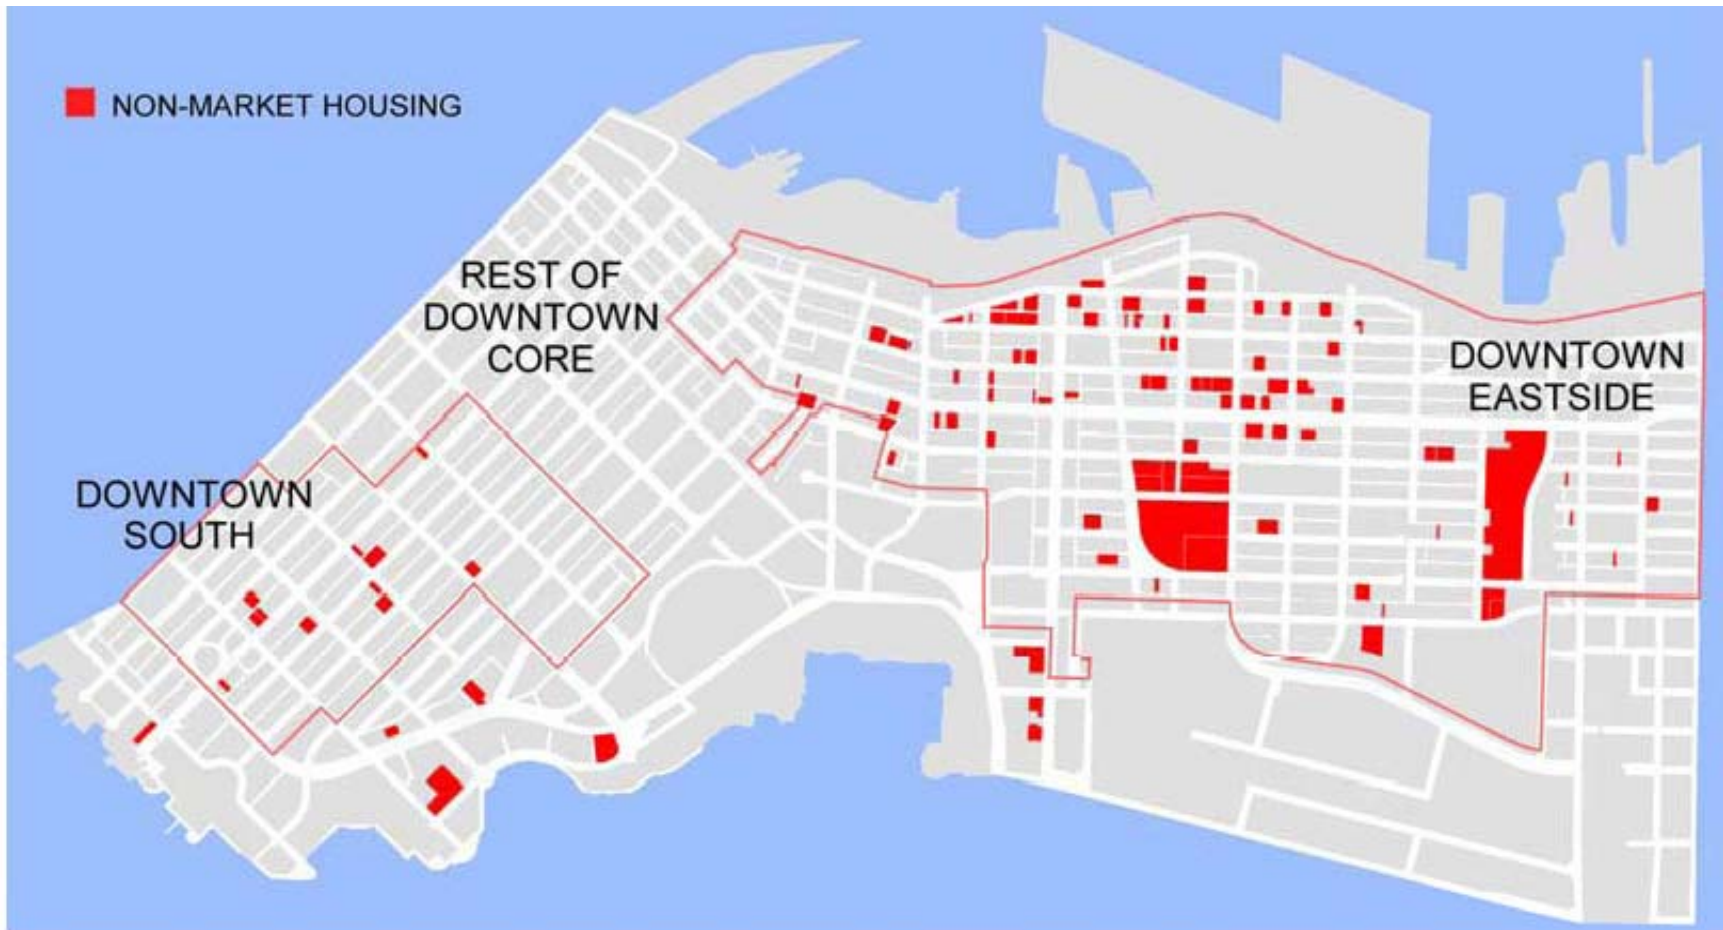 NON-MARKET HOUSING
REST OF
DOWNTOWN
CORE
DOWNTOWN
EASTSIDE
DOWNTOWN
SOUTH